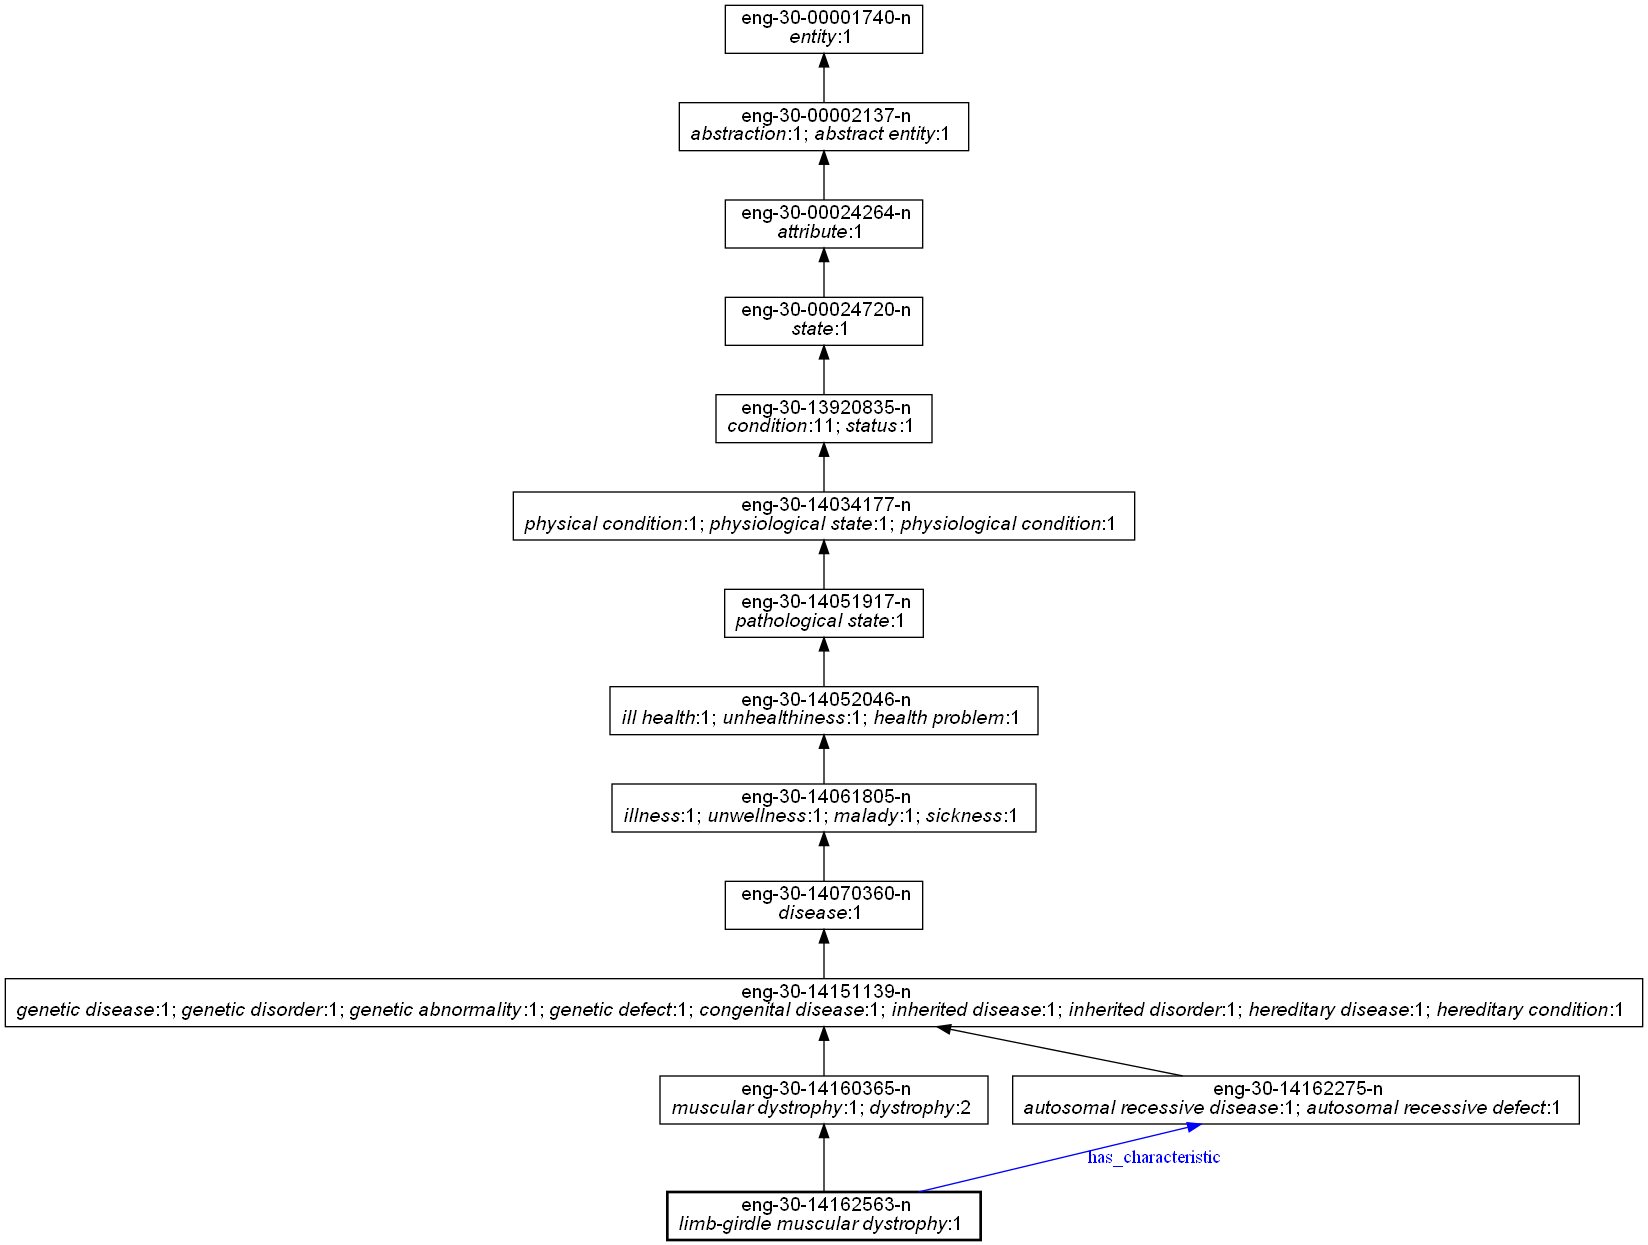 eng-30-00001740-n
entity:1
eng-30-00002137-n
abstraction:1; abstract entity:1
eng-30-00024264-n
attribute:1
eng-30-00024720-n
state:1
eng-30-13920835-n
condition:11; status:1
eng-30-14034177-n
physical condition:1; physiological state:1; physiological condition:1
eng-30-14051917-n
pathological state:1
eng-30-14052046-n
ill health:1; unhealthiness:1; health problem:1
eng-30-14061805-n
illness:1; unwellness:1; malady:1; sickness:1
eng-30-14070360-n
disease:1
eng-30-14151139-n
genetic disease:1; genetic disorder:1; genetic abnormality:1; genetic defect:1; congenital disease:1; inherited disease:1; inherited disorder:1; hereditary disease:1; hereditary condition:1
eng-30-14160365-n
muscular dystrophy:1; dystrophy:2
eng-30-14162275-n
autosomal recessive disease:1; autosomal recessive defect:1
has_characteristic
eng-30-14162563-n
limb-girdle muscular dystrophy:1